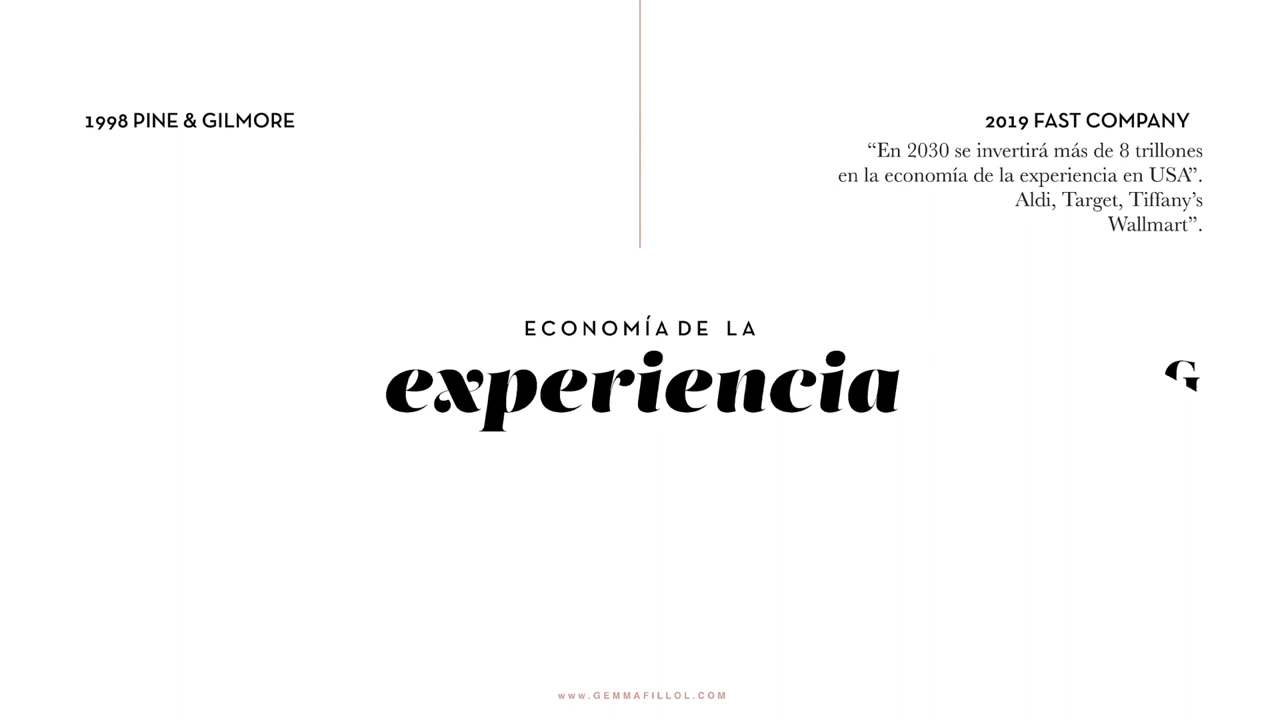 1998 PINE & GILMORE
2019 FAST COMPANY
“En 2030 se invertirá más de 8 trillones
en la economía de la experiencia en USA”.
Aldi, Target, Tiffany’s
Wallmart”.
ECONOMÍA DE LA
experiencia
G
www.GEMMAFILLOL.COM